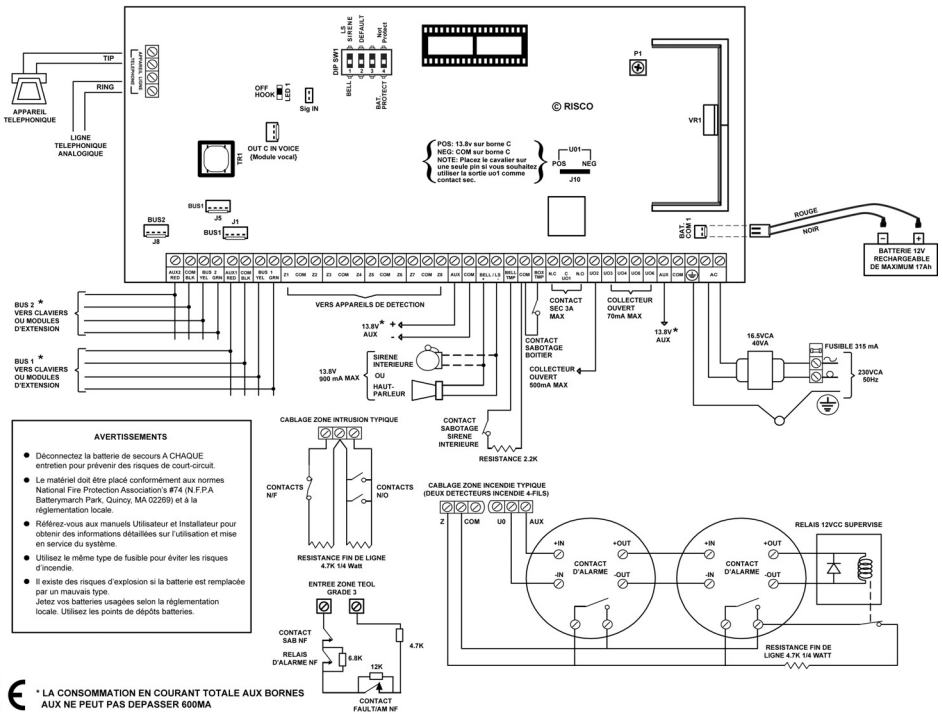 TIP
RING
APPAREIL
TELEPHONIQUE
LIGNE
TELEPHONIQUE
ANALOGIQUE
APPAREIL LIGNE
TELEPHONE
LS
SIRENE
DEFAULT
Not
Protect
DIP SW1
1 2 3 4
BELL
BAT.
PROTECT
OFF
HOOK
LED 1
Sig IN
OUT C IN VOICE
(Module vocal)
TR1
P1
© RISCO
VR1
POS: 13.8v sur borne C
NEG: COM sur borne C
NOTE: Placez le cavalier sur
une seule pin si vous souhaitez
utiliser la sortie uo1 comme
contact sec.
U01
POS NEG
J10
BUS1
J5
BUS2
J8
J1
BUS1
BAT.
COM 1
ROUGE
NOIR
- +
BATTERIE 12V
RECHARGEABLE
DE MAXIMUM 17Ah
AUX2 RED
COM BLK
BUS 2
YEL GRN
AUX1 RED
COM BLK
BUS 1
YEL GRN
Z1 COM Z2 Z3 COM Z4 Z5 COM Z6 Z7 COM Z8 AUX COM
BELL / LS
+ -
BELL TMP
COM
BOX TMP
N.C C N.O
UO1
UO2 UO3 UO4 UO5 UO6 AUX COM
AC
BUS 2 *
VERS CLAVIERS
OU MODULES
D'EXTENSION
BUS 1 *
VERS CLAVIERS
OU MODULES
D'EXTENSION
VERS APPAREILS DE DETECTION
13.8V* +
AUX -
13.8V
900 mA MAX
SIRENE
INTERIEURE
OU
HAUT-
PARLEUR
CONTACT
SEC 3A
MAX
COLLECTEUR
OUVERT
70mA MAX
13.8V*
AUX
CONTACT
SABOTAGE
BOITIER
COLLECTEUR
OUVERT
500mA MAX
16.5VCA
40VA
FUSIBLE 315 mA
230VCA
50Hz
CONTACT
SABOTAGE
SIRENE
INTERIEURE
RESISTANCE 2.2K
AVERTISSEMENTS
● Déconnectez la batterie de secours A CHAQUE
entretien pour prévenir des risques de court-circuit.
● Le matériel doit être placé conformément aux normes
National Fire Protection Association's #74 (N.F.P.A
Batterymarch Park, Quincy, MA 02269) et à la
réglementation locale.
● Référez-vous aux manuels Utilisateur et Installateur pour
obtenir des informations détaillées sur l'utilisation et mise
en service du système.
● Utilisez le même type de fusible pour éviter les risques
d'incendie.
● Il existe des risques d'explosion si la batterie est remplacée
par un mauvais type.
Jetez vos batteries usagées selon la réglementation
locale. Utilisez les points de dépôts batteries.
CABLAGE ZONE INTRUSION TYPIQUE
CONTACTS
N/F
CONTACTS
N/O
RESISTANCE FIN DE LIGNE
4.7K 1/4 Watt
ENTREE ZONE TEOL
GRADE 3
CONTACT
SAB NF
RELAIS
D'ALARME NF
6.8K
4.7K
12K
CONTACT
FAULT/AM NF
CABLAGE ZONE INCENDIE TYPIQUE
(DEUX DETECTEURS INCENDIE 4-FILS)
Z COM U0 AUX
+IN +OUT
CONTACT
D'ALARME
-IN -OUT
+IN +OUT
CONTACT
D'ALARME
-IN -OUT
RELAIS 12VCC SUPERVISE
RESISTANCE FIN DE
LIGNE 4.7K 1/4 WATT
CE
* LA CONSOMMATION EN COURANT TOTALE AUX BORNES
AUX NE PEUT PAS DEPASSER 600MA